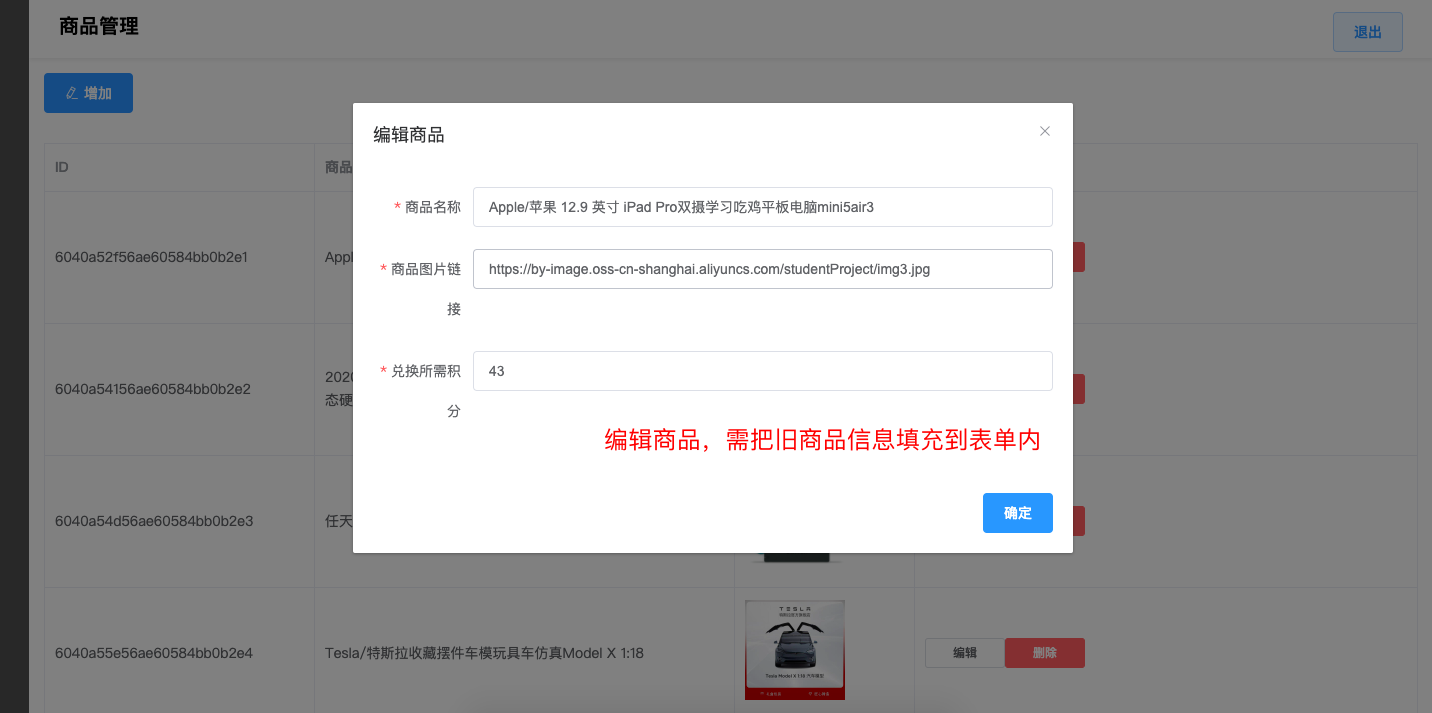 商品管理
退出
增加
编辑商品
ID
商品
* 商品名称
Apple/苹果 12.9 英寸 iPad Pro双摄学习吃鸡平板电脑mini5air3
6040a52f56ae60584bb0b2e1
Appl
* 商品图片链
接
https://by-image.oss-cn-shanghai.aliyuncs.com/studentProject/img3.jpg
* 兑换所需积
分
43
6040a54156ae60584bb0b2e2
2020
态硬
编辑商品，需把旧商品信息填充到表单内
确定
6040a54d56ae60584bb0b2e3
任天
TESLA
6040a55e56ae60584bb0b2e4
Tesla/特斯拉收藏摆件车模玩具车仿真Model X 1:18
编辑
删除